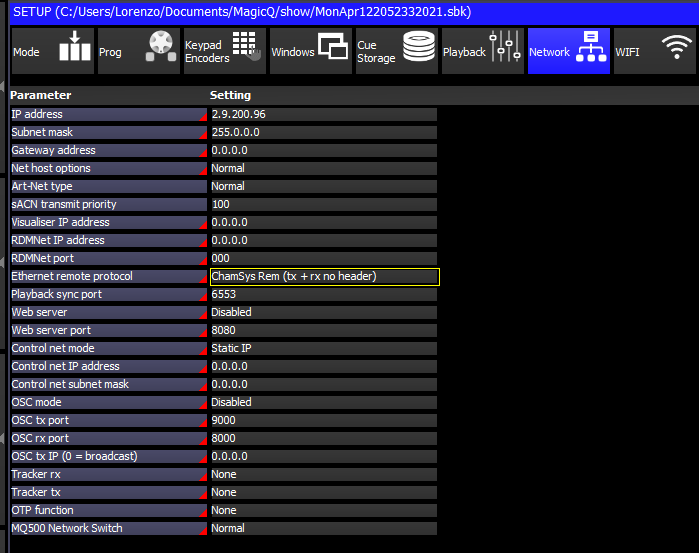 SETUP (C:/Users/Lorenzo/Documents/MagicQ/show/MonApr122052332021.sbk)
Mode Prog Keypad Encoders Windows Cue Storage Playback Network WIFI
Parameter Setting
IP address 2.9.200.96
Subnet mask 255.0.0.0
Gateway address 0.0.0.0
Net host options Normal
Art-Net type Normal
sACN transmit priority 100
Visualiser IP address 0.0.0.0
RDMNet IP address 0.0.0.0
RDMNet port 000
Ethernet remote protocol ChamSys Rem (tx + rx no header)
Playback sync port 6553
Web server Disabled
Web server port 8080
Control net mode Static IP
Control net IP address 0.0.0.0
Control net subnet mask 0.0.0.0
OSC mode Disabled
OSC tx port 9000
OSC rx port 8000
OSC tx IP (0 = broadcast) 0.0.0.0
Tracker rx None
Tracker tx None
OTP function None
MQ500 Network Switch Normal